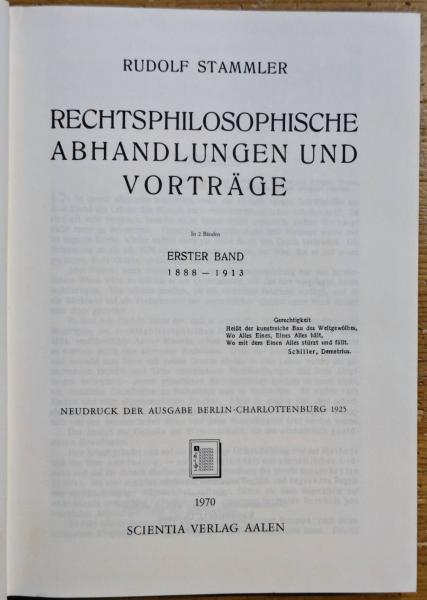 RUDOLF STAMMLER
RECHTSPHILOSOPHISCHE
ABHANDLUNGEN UND
VORTRÄGE
In 2 Bänden
ERSTER BAND
1888 — 1913
Gerechtigkeit
Heißt der kunstreiche Bau des Weltgewölbes,
Wo Alles Eines, Eines Alles hält,
Wo mit dem Einen Alles stürzt und fällt.
Schiller, Demetrius.
NEUDRUCK DER AUSGABE BERLIN-CHARLOTTENBURG 1925
1970
SCIENTIA VERLAG AALEN